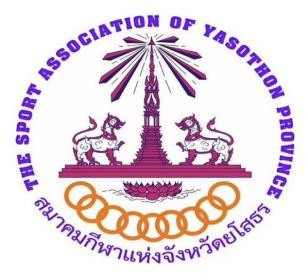 THE SPORT ASSOCIATION OF YASOTHON PROVINCE
สมาคมกีฬาแห่งจังหวัดยโสธร